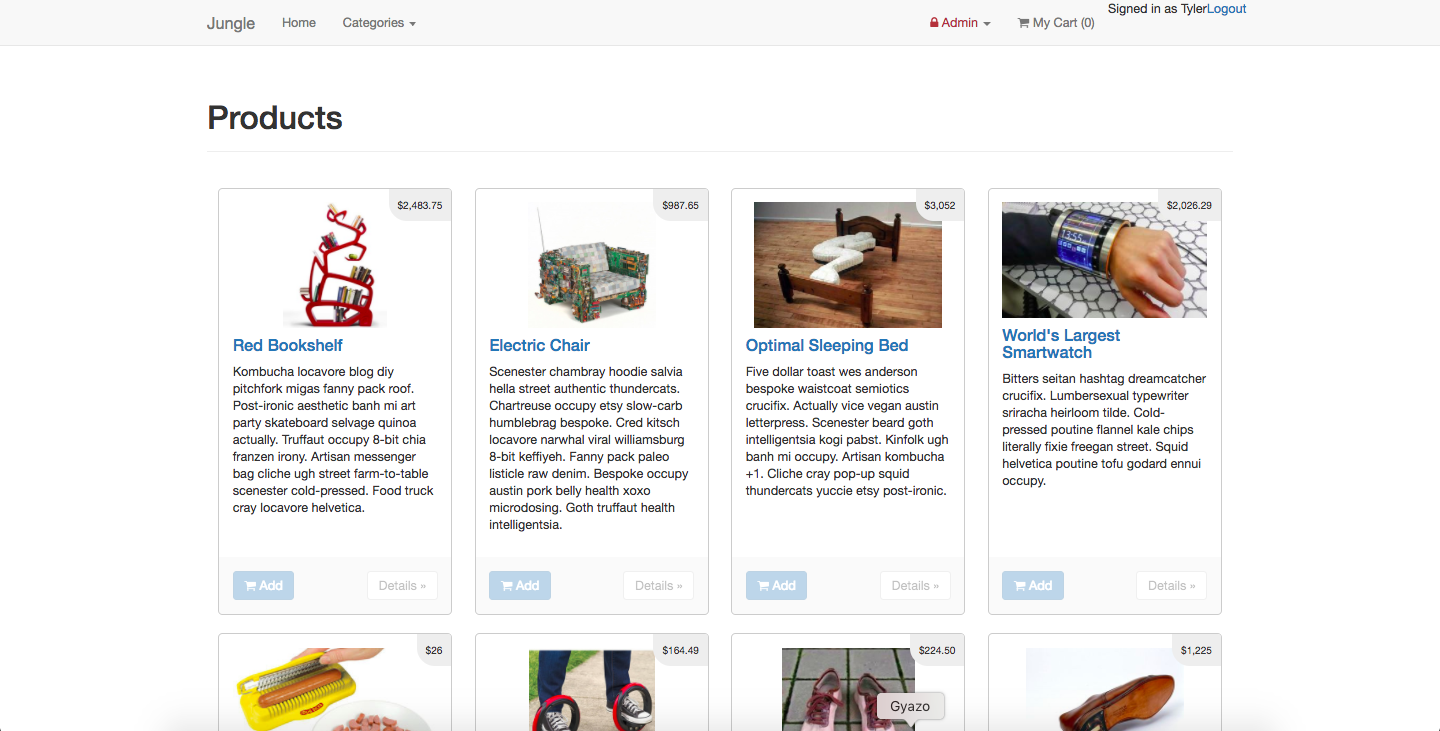 Jungle Home Categories Admin My Cart (0) Signed in as TylerLogout
Products
$2,483.75
Red Bookshelf
Kombucha locavore blog diy
pitchfork migas fanny pack roof.
Post-ironic aesthetic banh mi art
party skateboard selvage quinoa
actually. Truffaut occupy 8-bit chia
franzen irony. Artisan messenger
bag cliche ugh street farm-to-table
scenester cold-pressed. Food truck
cray locavore helvetica.
Add Details »
$987.65
Electric Chair
Scenester chambray hoodie salvia
hella street authentic thundercats.
Chartreuse occupy etsy slow-carb
humblebrag bespoke. Cred kitsch
locavore narwhal viral williamsburg
8-bit keffiyeh. Fanny pack paleo
listicle raw denim. Bespoke occupy
austin pork belly health xoxo
microdosing. Goth truffaut health
intelligentsia.
Add Details »
$3,052
Optimal Sleeping Bed
Five dollar toast wes anderson
bespoke waistcoat semiotics
crucifix. Actually vice vegan austin
letterpress. Scenester beard goth
intelligentsia kogi pabst. Kinfolk ugh
banh mi occupy. Artisan kombucha
+1. Cliche cray pop-up squid
thundercats yuccie etsy post-ironic.
Add Details »
$2,026.29
13:55
World's Largest
Smartwatch
Bitters seitan hashtag dreamcatcher
crucifix. Lumbersexual typewriter
sriracha heirloom tilde. Cold-
pressed poutine flannel kale chips
literally fixie freegan street. Squid
helvetica poutine tofu godard ennui
occupy.
Add Details »
$26
$164.49
$224.50
$1,225
Gyazo